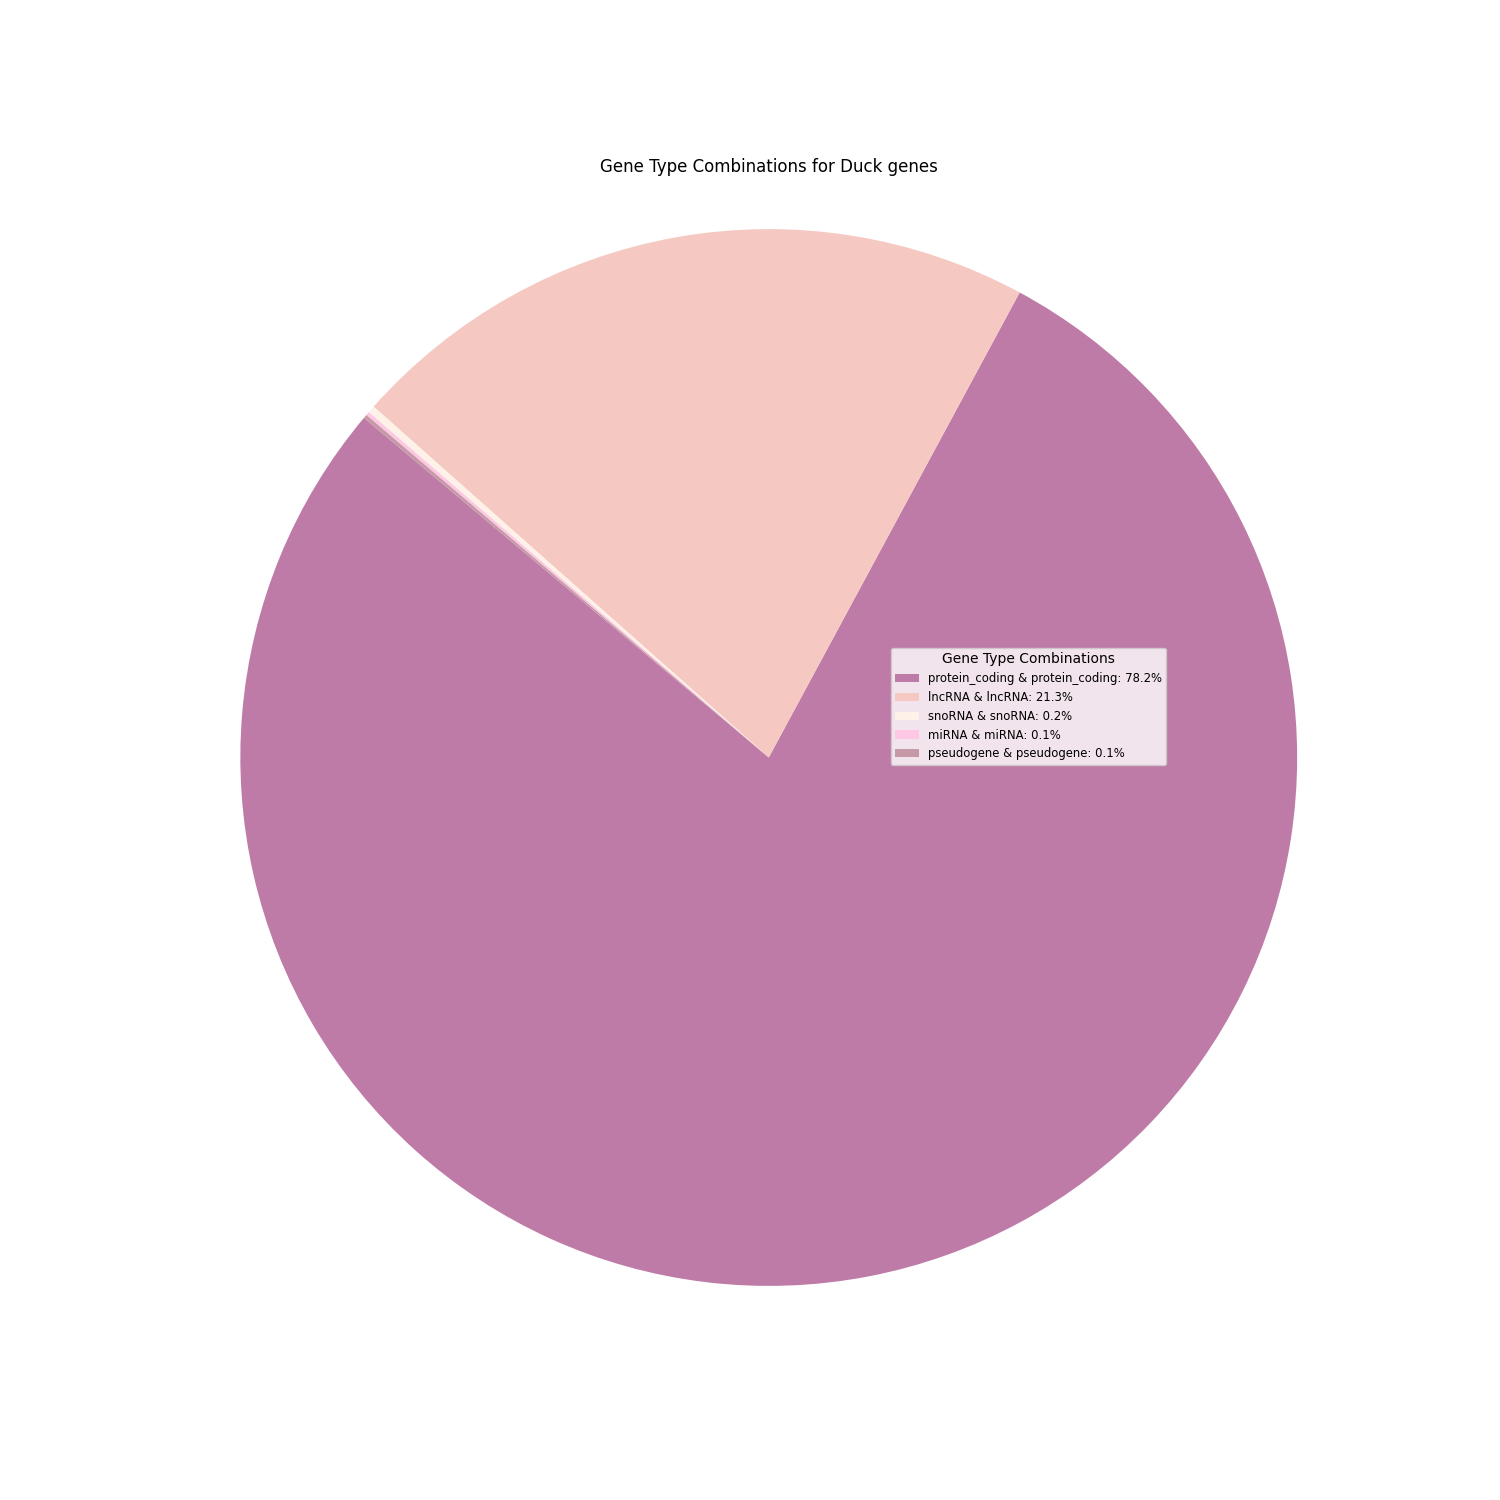 Gene Type Combinations for Duck genes
Gene Type Combinations
protein_coding & protein_coding: 78.2%
lncRNA & lncRNA: 21.3%
snoRNA & snoRNA: 0.2%
miRNA & miRNA: 0.1%
pseudogene & pseudogene: 0.1%